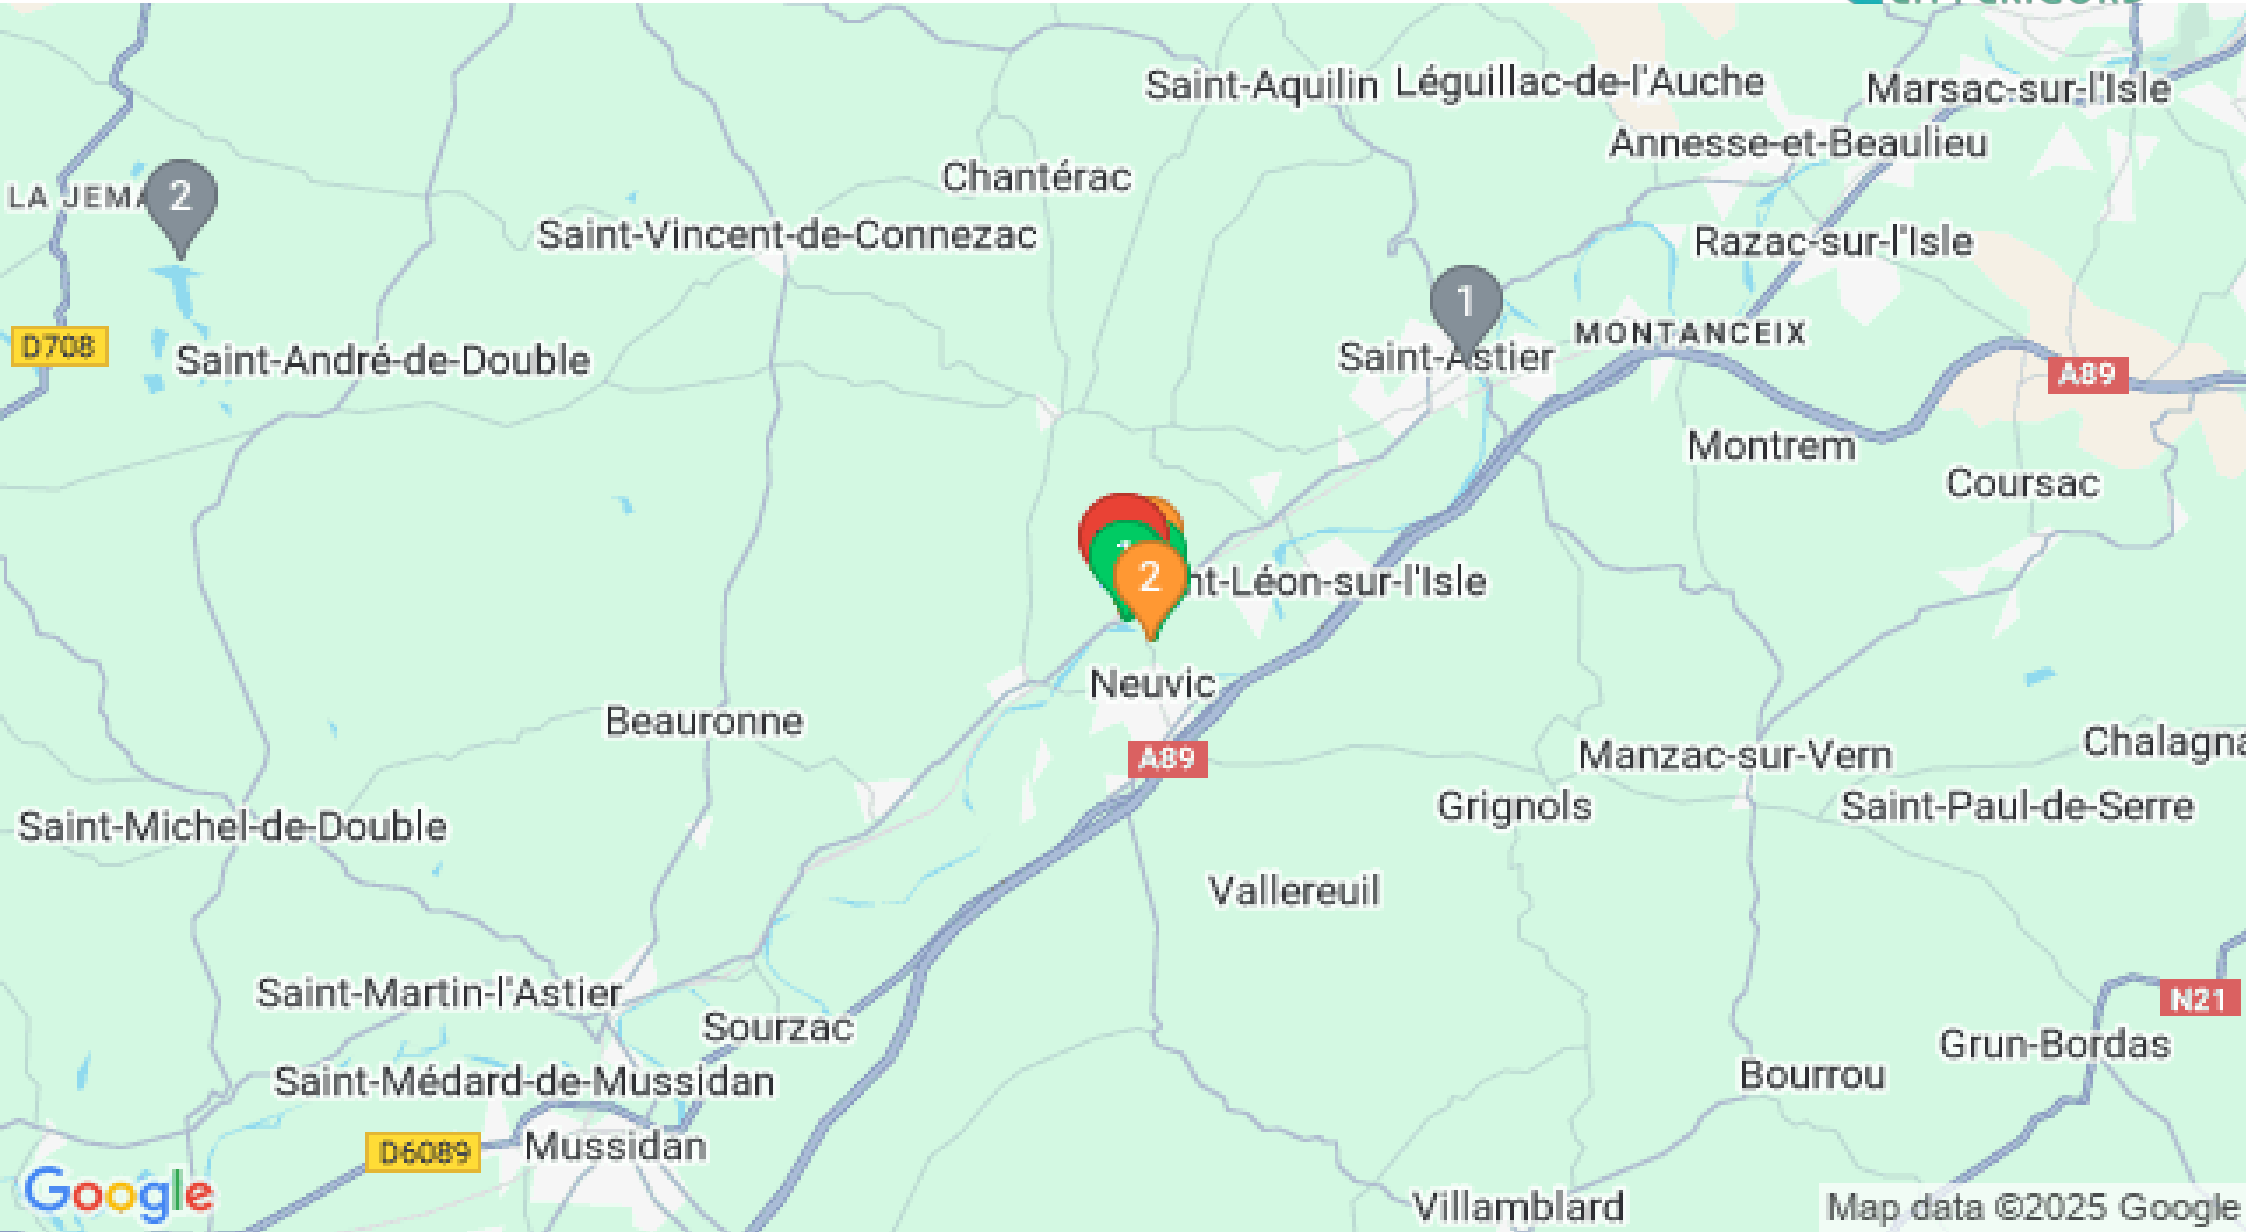 Saint-Aquilin
Léguillac-de-l'Auche
Marsac-sur-l'Isle
Annesse-et-Beaulieu
Chantérac
LA JEMA
2
Saint-Vincent-de-Connezac
Razac-sur-l'Isle
1
MONTANCEIX
D708
Saint-André-de-Double
Saint-Astier
A89
Montrem
Coursac
2
nt-Léon-sur-l'Isle
Neuvic
Beauronne
A89
Manzac-sur-Vern
Chalagna
Saint-Michel-de-Double
Grignols
Saint-Paul-de-Serre
Vallereuil
Saint-Martin-l'Astier
N21
Sourzac
Grun-Bordas
Saint-Médard-de-Mussidan
Bourrou
D6089
Mussidan
Google
Villamblard
Map data ©2025 Google